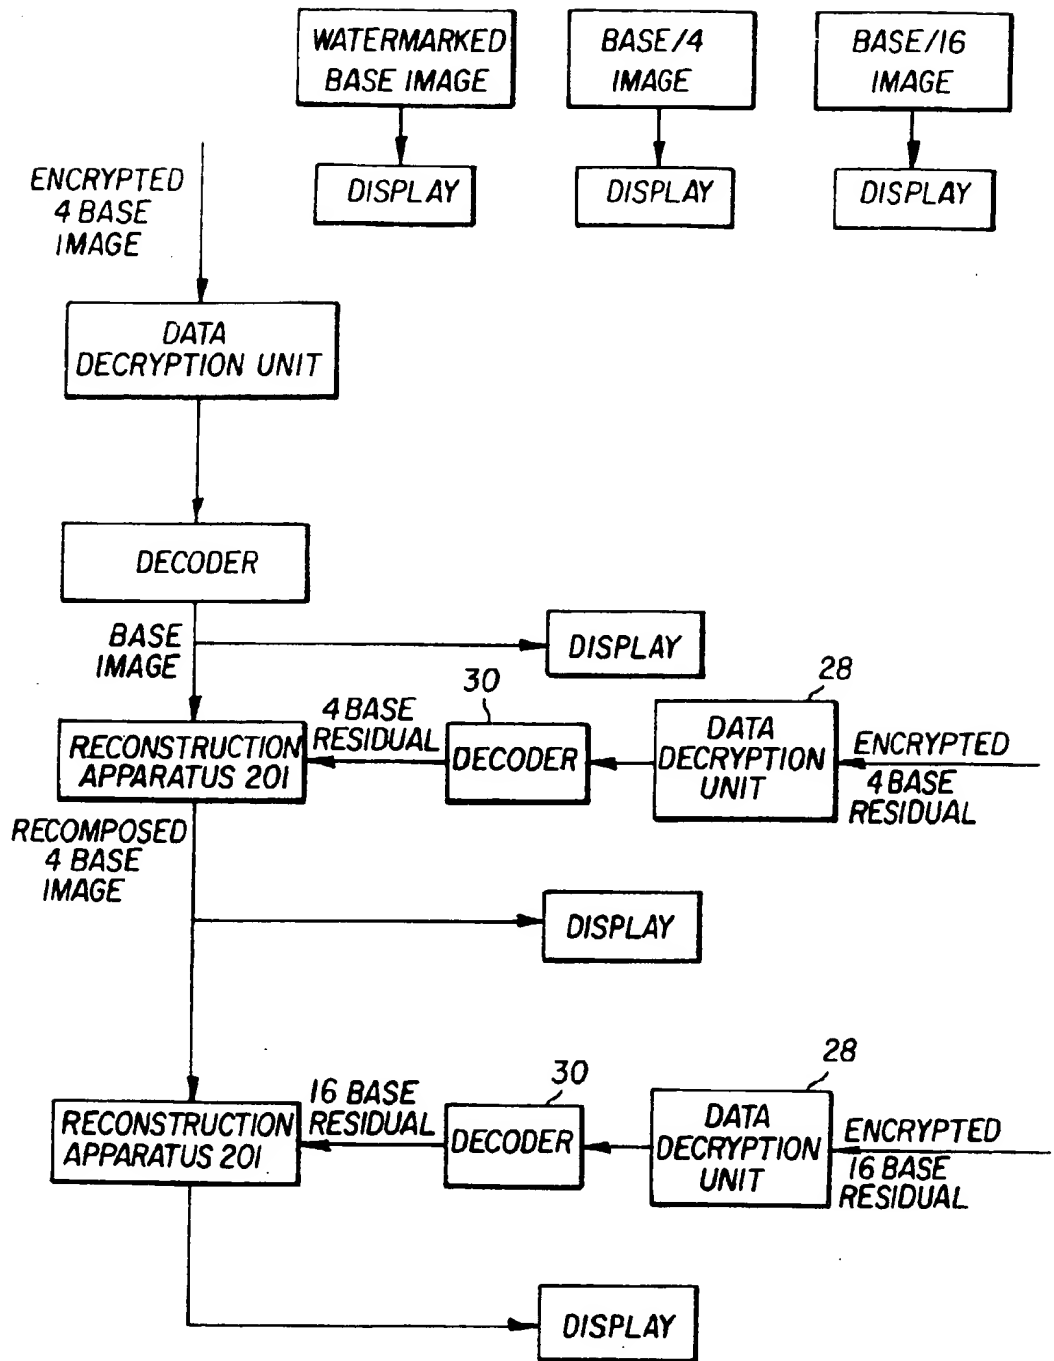 WATERMARKED
BASE IMAGE
BASE/4
IMAGE
BASE/16
IMAGE
DISPLAY
DISPLAY
DISPLAY
ENCRYPTED
4 BASE
IMAGE
DATA
DECRYPTION UNIT
DECODER
BASE
IMAGE
DISPLAY
RECONSTRUCTION
APPARATUS 201
4 BASE
RESIDUAL
30
DECODER
28
DATA
DECRYPTION
UNIT
ENCRYPTED
4 BASE
RESIDUAL
RECOMPOSED
4 BASE
IMAGE
DISPLAY
RECONSTRUCTION
APPARATUS 201
16 BASE
RESIDUAL
30
DECODER
28
DATA
DECRYPTION
UNIT
ENCRYPTED
16 BASE
RESIDUAL
DISPLAY